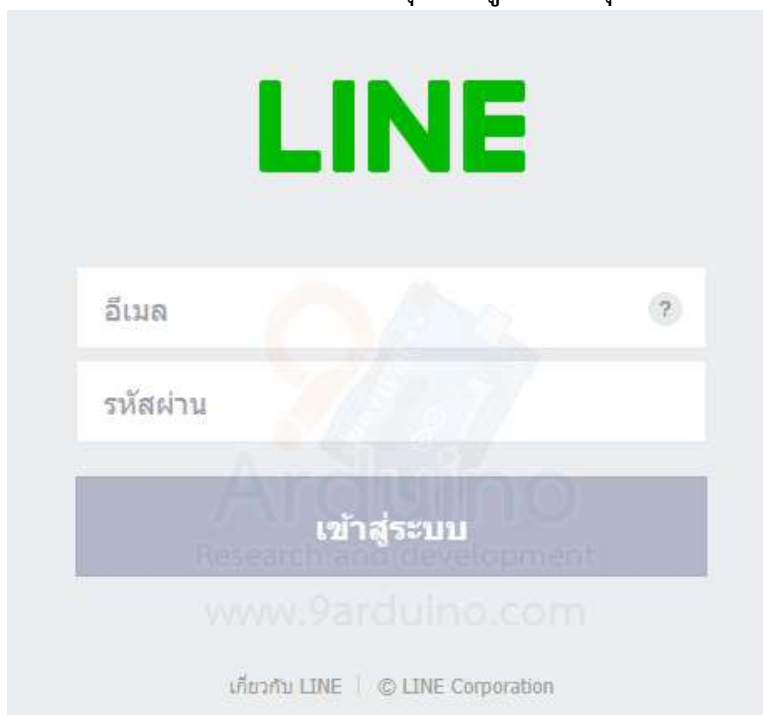 LINE
อีเมล ?
รหัสผ่าน
Arduino
เข้าสู่ระบบ
Research and development
www.9arduino.com
เกี่ยวกับ LINE | © LINE Corporation